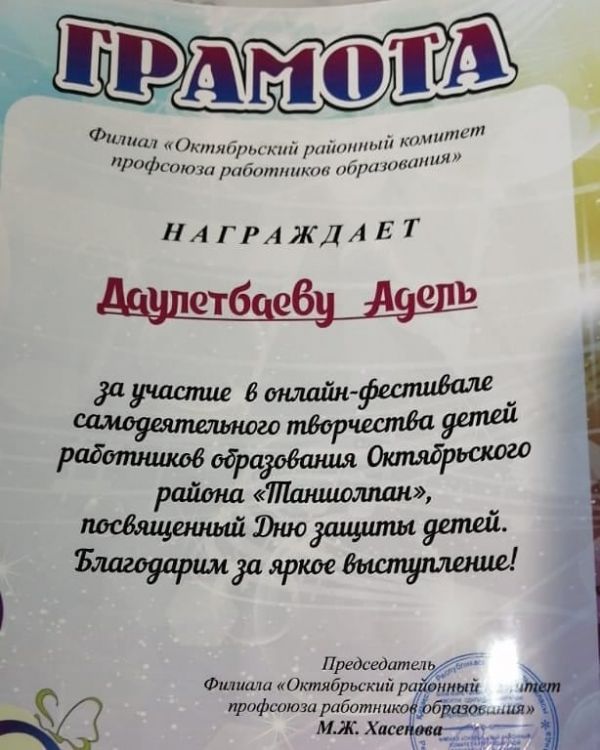 ГРАМОТА
Филиал «Октябрьский районный комитет
профсоюза работников образования»
НАГРАЖДАЕТ
Даулетбаеву Адель
за участие в онлайн-фестивале
самодеятельного творчества детей
работников образования Октябрьского
района «Таншолпан»,
посвященный Дню защиты детей.
Благодарим за яркое выступление!
Председатель
Филиала «Октябрьский районный комитет
профсоюза работников образования»
М.Ж. Хасенова